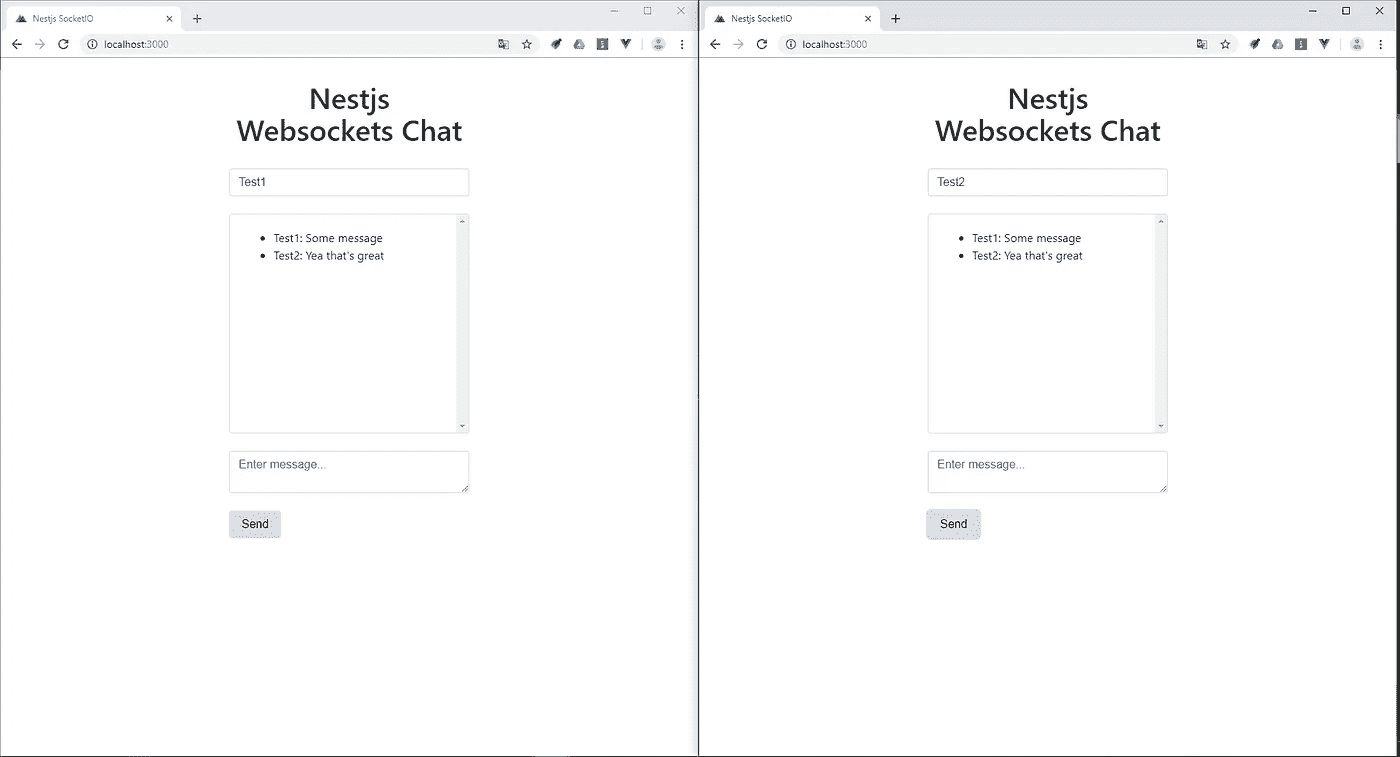 Nestjs SocketIO
localhost:3000
Nestjs
Websockets Chat
Test1
Test1: Some message
Test2: Yea that's great
Enter message...
Send
Nestjs SocketIO
localhost:3000
Nestjs
Websockets Chat
Test2
Test1: Some message
Test2: Yea that's great
Enter message...
Send